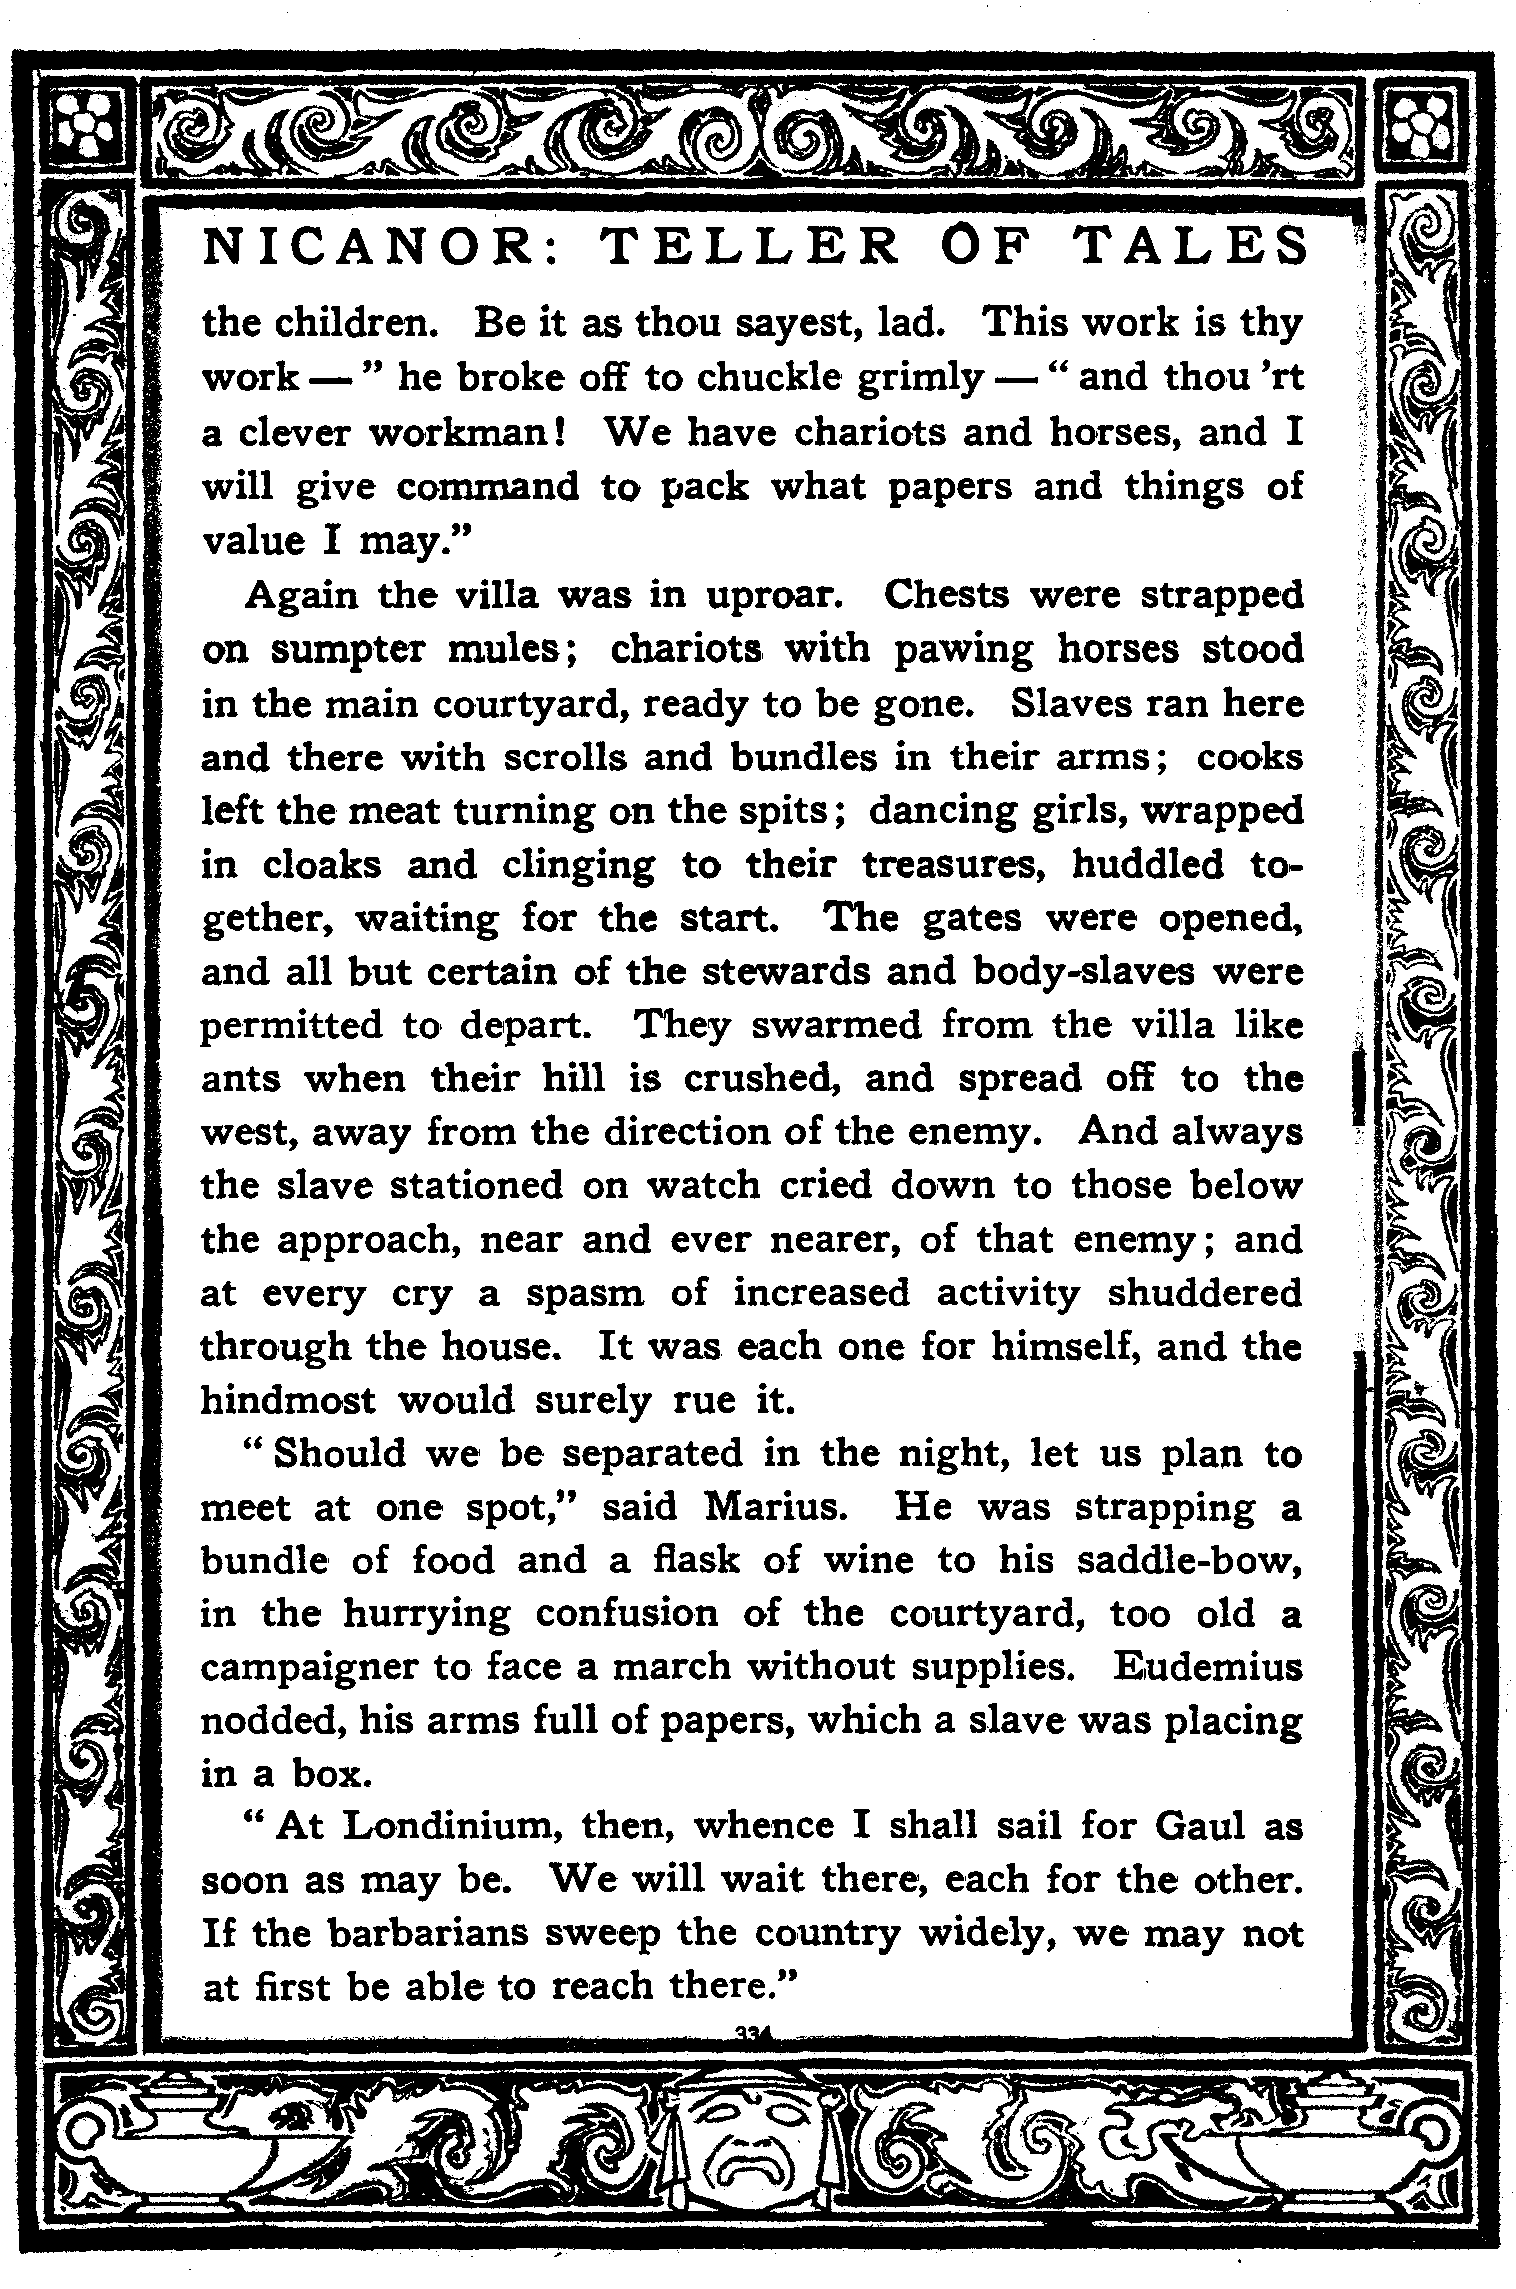 NICANOR: TELLER OF TALES
the children. Be it as thou sayest, lad. This work is thy
work — ” he broke off to chuckle grimly — “ and thou ’rt
a clever workman! We have chariots and horses, and I
will give command to pack what papers and things of
value I may.”
Again the villa was in uproar. Chests were strapped
on sumpter mules; chariots with pawing horses stood
in the main courtyard, ready to be gone. Slaves ran here
and there with scrolls and bundles in their arms; cooks
left the meat turning on the spits; dancing girls, wrapped
in cloaks and clinging to their treasures, huddled to-
gether, waiting for the start. The gates were opened,
and all but certain of the stewards and body-slaves were
permitted to depart. They swarmed from the villa like
ants when their hill is crushed, and spread off to the
west, away from the direction of the enemy. And always
the slave stationed on watch cried down to those below
the approach, near and ever nearer, of that enemy; and
at every cry a spasm of increased activity shuddered
through the house. It was each one for himself, and the
hindmost would surely rue it.
“ Should we be separated in the night, let us plan to
meet at one spot,” said Marius. He was strapping a
bundle of food and a flask of wine to his saddle-bow,
in the hurrying confusion of the courtyard, too old a
campaigner to face a march without supplies. Eudemius
nodded, his arms full of papers, which a slave was placing
in a box.
“ At Londinium, then, whence I shall sail for Gaul as
soon as may be. We will wait there, each for the other.
If the barbarians sweep the country widely, we may not
at first be able to reach there.”
334